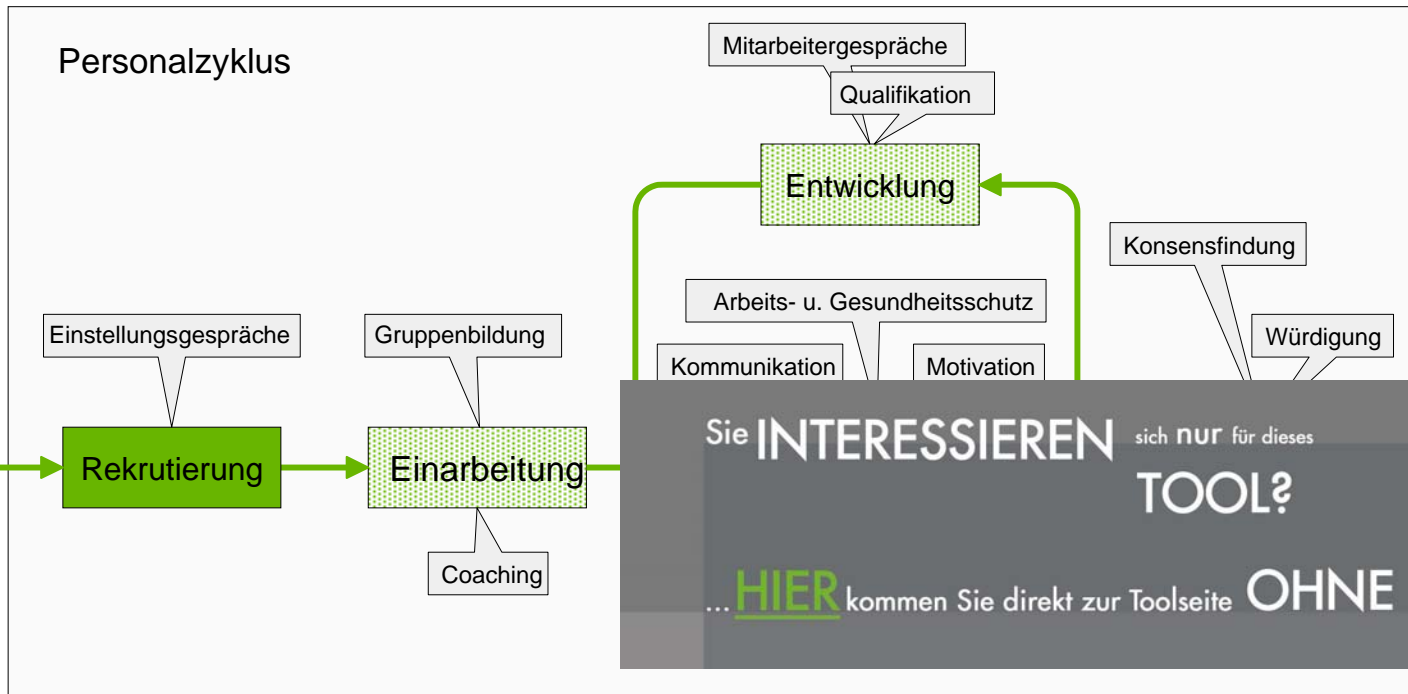 Personalzyklus
Mitarbeitergespräche
Qualifikation
Entwicklung
Konsensfindung
Arbeits- u. Gesundheitsschutz
Einstellungsgespräche
Gruppenbildung
Würdigung
Kommunikation
Motivation
Sie INTERESSIEREN sich nur für dieses
TOOL?
Rekrutierung
Einarbeitung
Coaching
...HIER kommen Sie direkt zur Toolseite OHNE